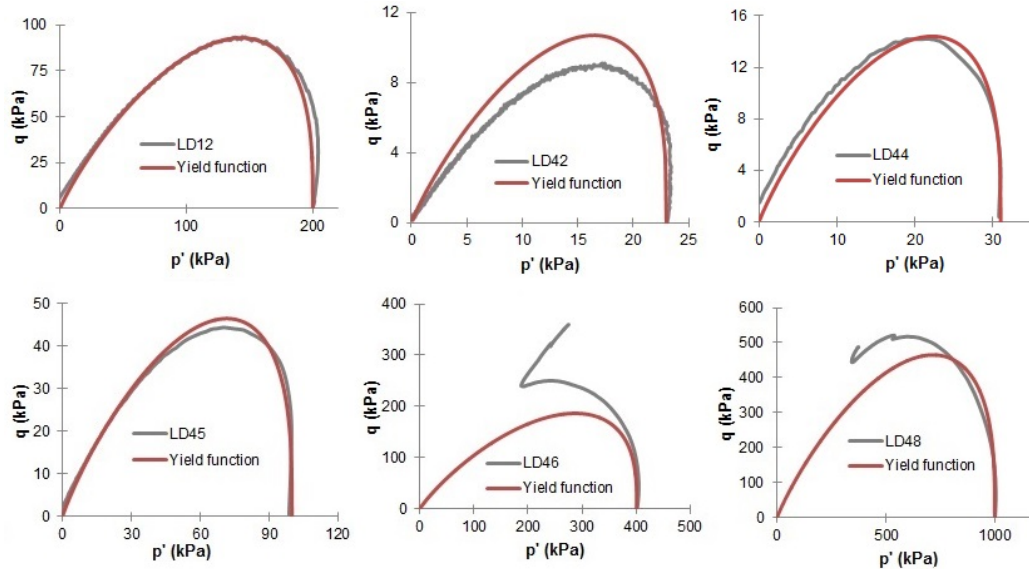 100
75
50
25
0
q (kPa)
LD12
Yield function
0
100
200
p' (kPa)
12
8
4
0
q (kPa)
LD42
Yield function
0
5
10
15
20
25
p' (kPa)
16
12
8
4
0
q (kPa)
LD44
Yield function
0
10
20
30
p' (kPa)
50
40
30
20
10
0
q (kPa)
LD45
Yield function
0
30
60
90
120
p' (kPa)
400
300
200
100
0
q (kPa)
LD46
Yield function
0
100
200
300
400
500
p' (kPa)
600
500
400
300
200
100
0
q (kPa)
LD48
Yield function
0
500
1000
p' (kPa)